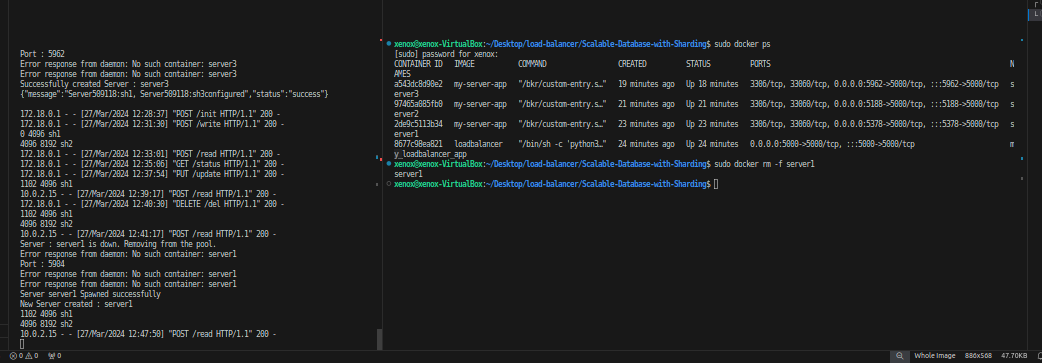 Port : 5962
Error response from daemon: No such container: server3
Error response from daemon: No such container: server3
Successfully created Server : server3
{"message":"Server509118:sh1, Server509118:sh3configured","status":"success"}
172.18.0.1 - - [27/Mar/2024 12:28:37] "POST /init HTTP/1.1" 200 -
172.18.0.1 - - [27/Mar/2024 12:31:30] "POST /write HTTP/1.1" 200 -
0 4096 sh1
4096 8192 sh2
172.18.0.1 - - [27/Mar/2024 12:33:01] "POST /read HTTP/1.1" 200 -
172.18.0.1 - - [27/Mar/2024 12:35:06] "GET /status HTTP/1.1" 200 -
172.18.0.1 - - [27/Mar/2024 12:37:54] "PUT /update HTTP/1.1" 200 -
1102 4096 sh1
10.0.2.15 - - [27/Mar/2024 12:39:17] "POST /read HTTP/1.1" 200 -
172.18.0.1 - - [27/Mar/2024 12:40:30] "DELETE /del HTTP/1.1" 200 -
1102 4096 sh1
4096 8192 sh2
10.0.2.15 - - [27/Mar/2024 12:41:17] "POST /read HTTP/1.1" 200 -
Server : server1 is down. Removing from the pool.
Error response from daemon: No such container: server1
Port : 5904
Error response from daemon: No such container: server1
Error response from daemon: No such container: server1
Server server1 Spawned successfully
New Server created : server1
1102 4096 sh1
4096 8192 sh2
10.0.2.15 - - [27/Mar/2024 12:47:50] "POST /read HTTP/1.1" 200 -
xenox@xenox-VirtualBox:~/Desktop/load-balancer/Scalable-Database-with-Sharding$ sudo docker ps
[sudo] password for xenox:
CONTAINER ID   IMAGE          COMMAND                  CREATED          STATUS          PORTS                                                                  N
AMES
a543dc8d90e2   my-server-app   "/bkr/custom-entry.s…"   19 minutes ago   Up 18 minutes   3306/tcp, 33060/tcp, 0.0.0.0:5962->5000/tcp, :::5962->5000/tcp   s
erver3
97465a085fb0   my-server-app   "/bkr/custom-entry.s…"   21 minutes ago   Up 21 minutes   3306/tcp, 33060/tcp, 0.0.0.0:5188->5000/tcp, :::5188->5000/tcp   s
erver2
2de9c5113b34   my-server-app   "/bkr/custom-entry.s…"   23 minutes ago   Up 23 minutes   3306/tcp, 33060/tcp, 0.0.0.0:5378->5000/tcp, :::5378->5000/tcp   s
erver1
8677c98ea821   loadbalancer    "/bin/sh -c 'python3…"   24 minutes ago   Up 24 minutes   0.0.0.0:5000->5000/tcp, :::5000->5000/tcp   m
y_loadbalancer_app
xenox@xenox-VirtualBox:~/Desktop/load-balancer/Scalable-Database-with-Sharding$ sudo docker rm -f server1
server1
xenox@xenox-VirtualBox:~/Desktop/load-balancer/Scalable-Database-with-Sharding$
0 0 0 Whole Image 886x568 47.70KB